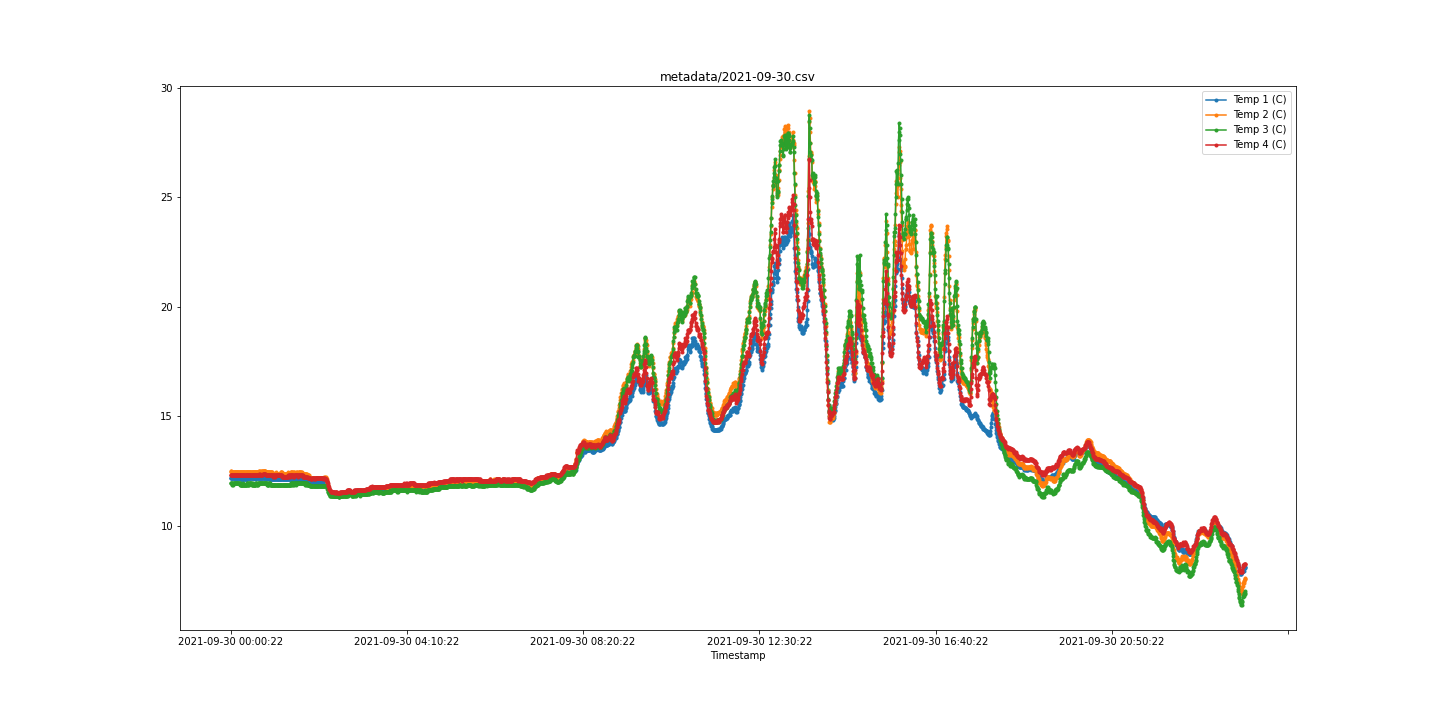 metadata/2021-09-30.csv
30
25
20
15
10
Temp 1 (C)
Temp 2 (C)
Temp 3 (C)
Temp 4 (C)
2021-09-30 00:00:22
2021-09-30 04:10:22
2021-09-30 08:20:22
2021-09-30 12:30:22
2021-09-30 16:40:22
2021-09-30 20:50:22
Timestamp